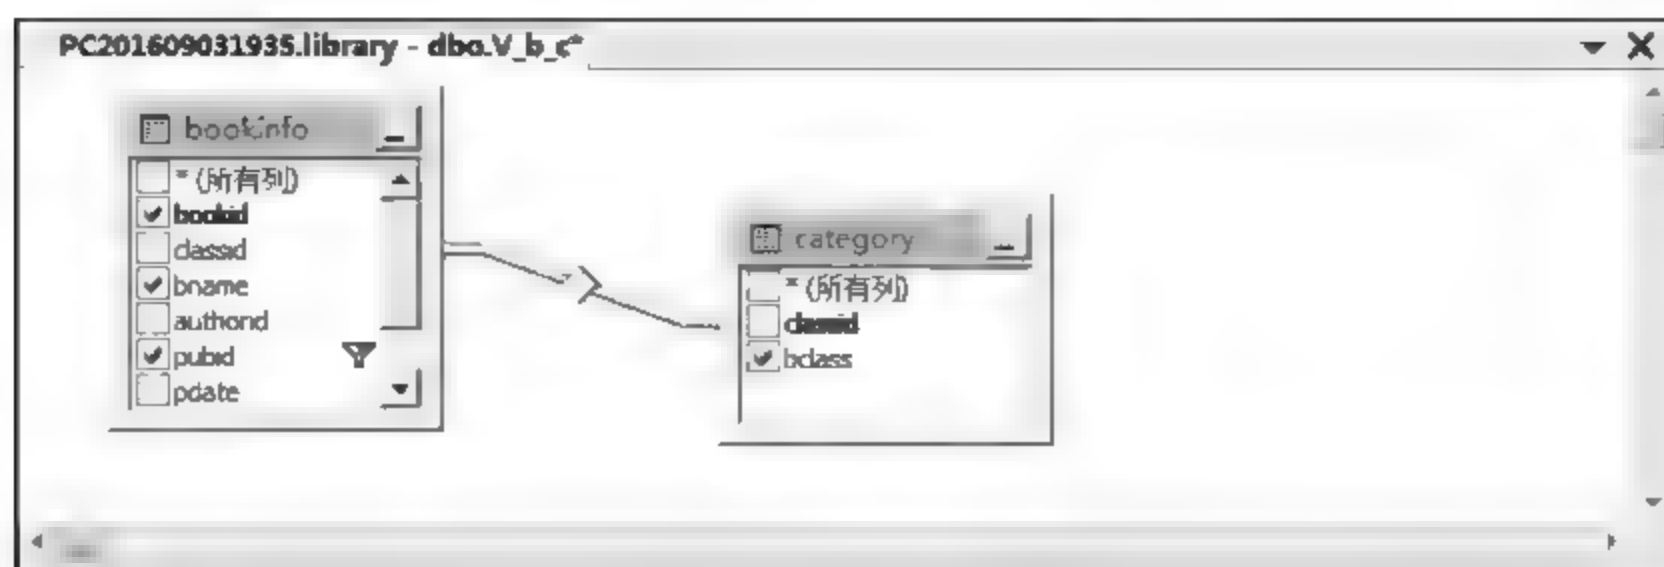 PC201609031935.library - dbo.V_b_c*
bookinfo
* (所有列)
bookid
classid
bname
authorid
pubid
pdate
category
* (所有列)
classid
bclass